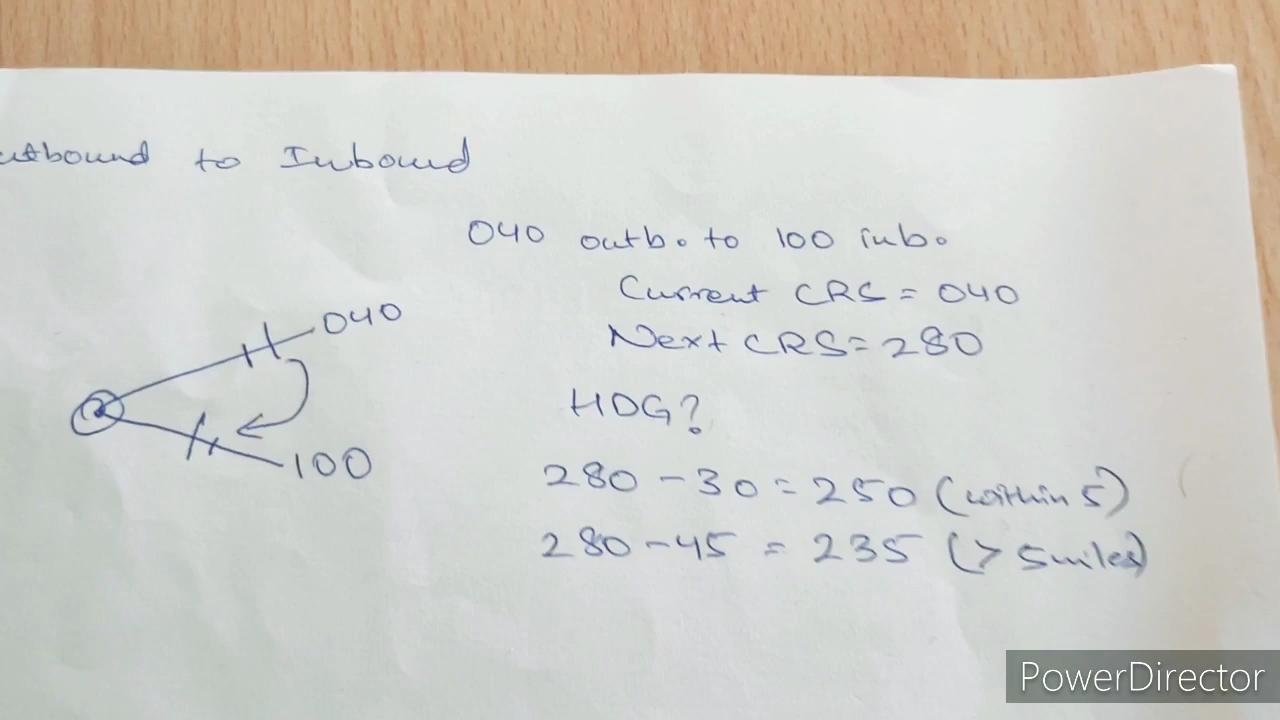 utbound to Inbound
040 outb. to 100 inb.
Current CRS = 040
Next CRS = 280
040
100
HDG?
280 - 30 = 250 (within 5)
280 - 45 = 235 (> 5 miles)
PowerDirector